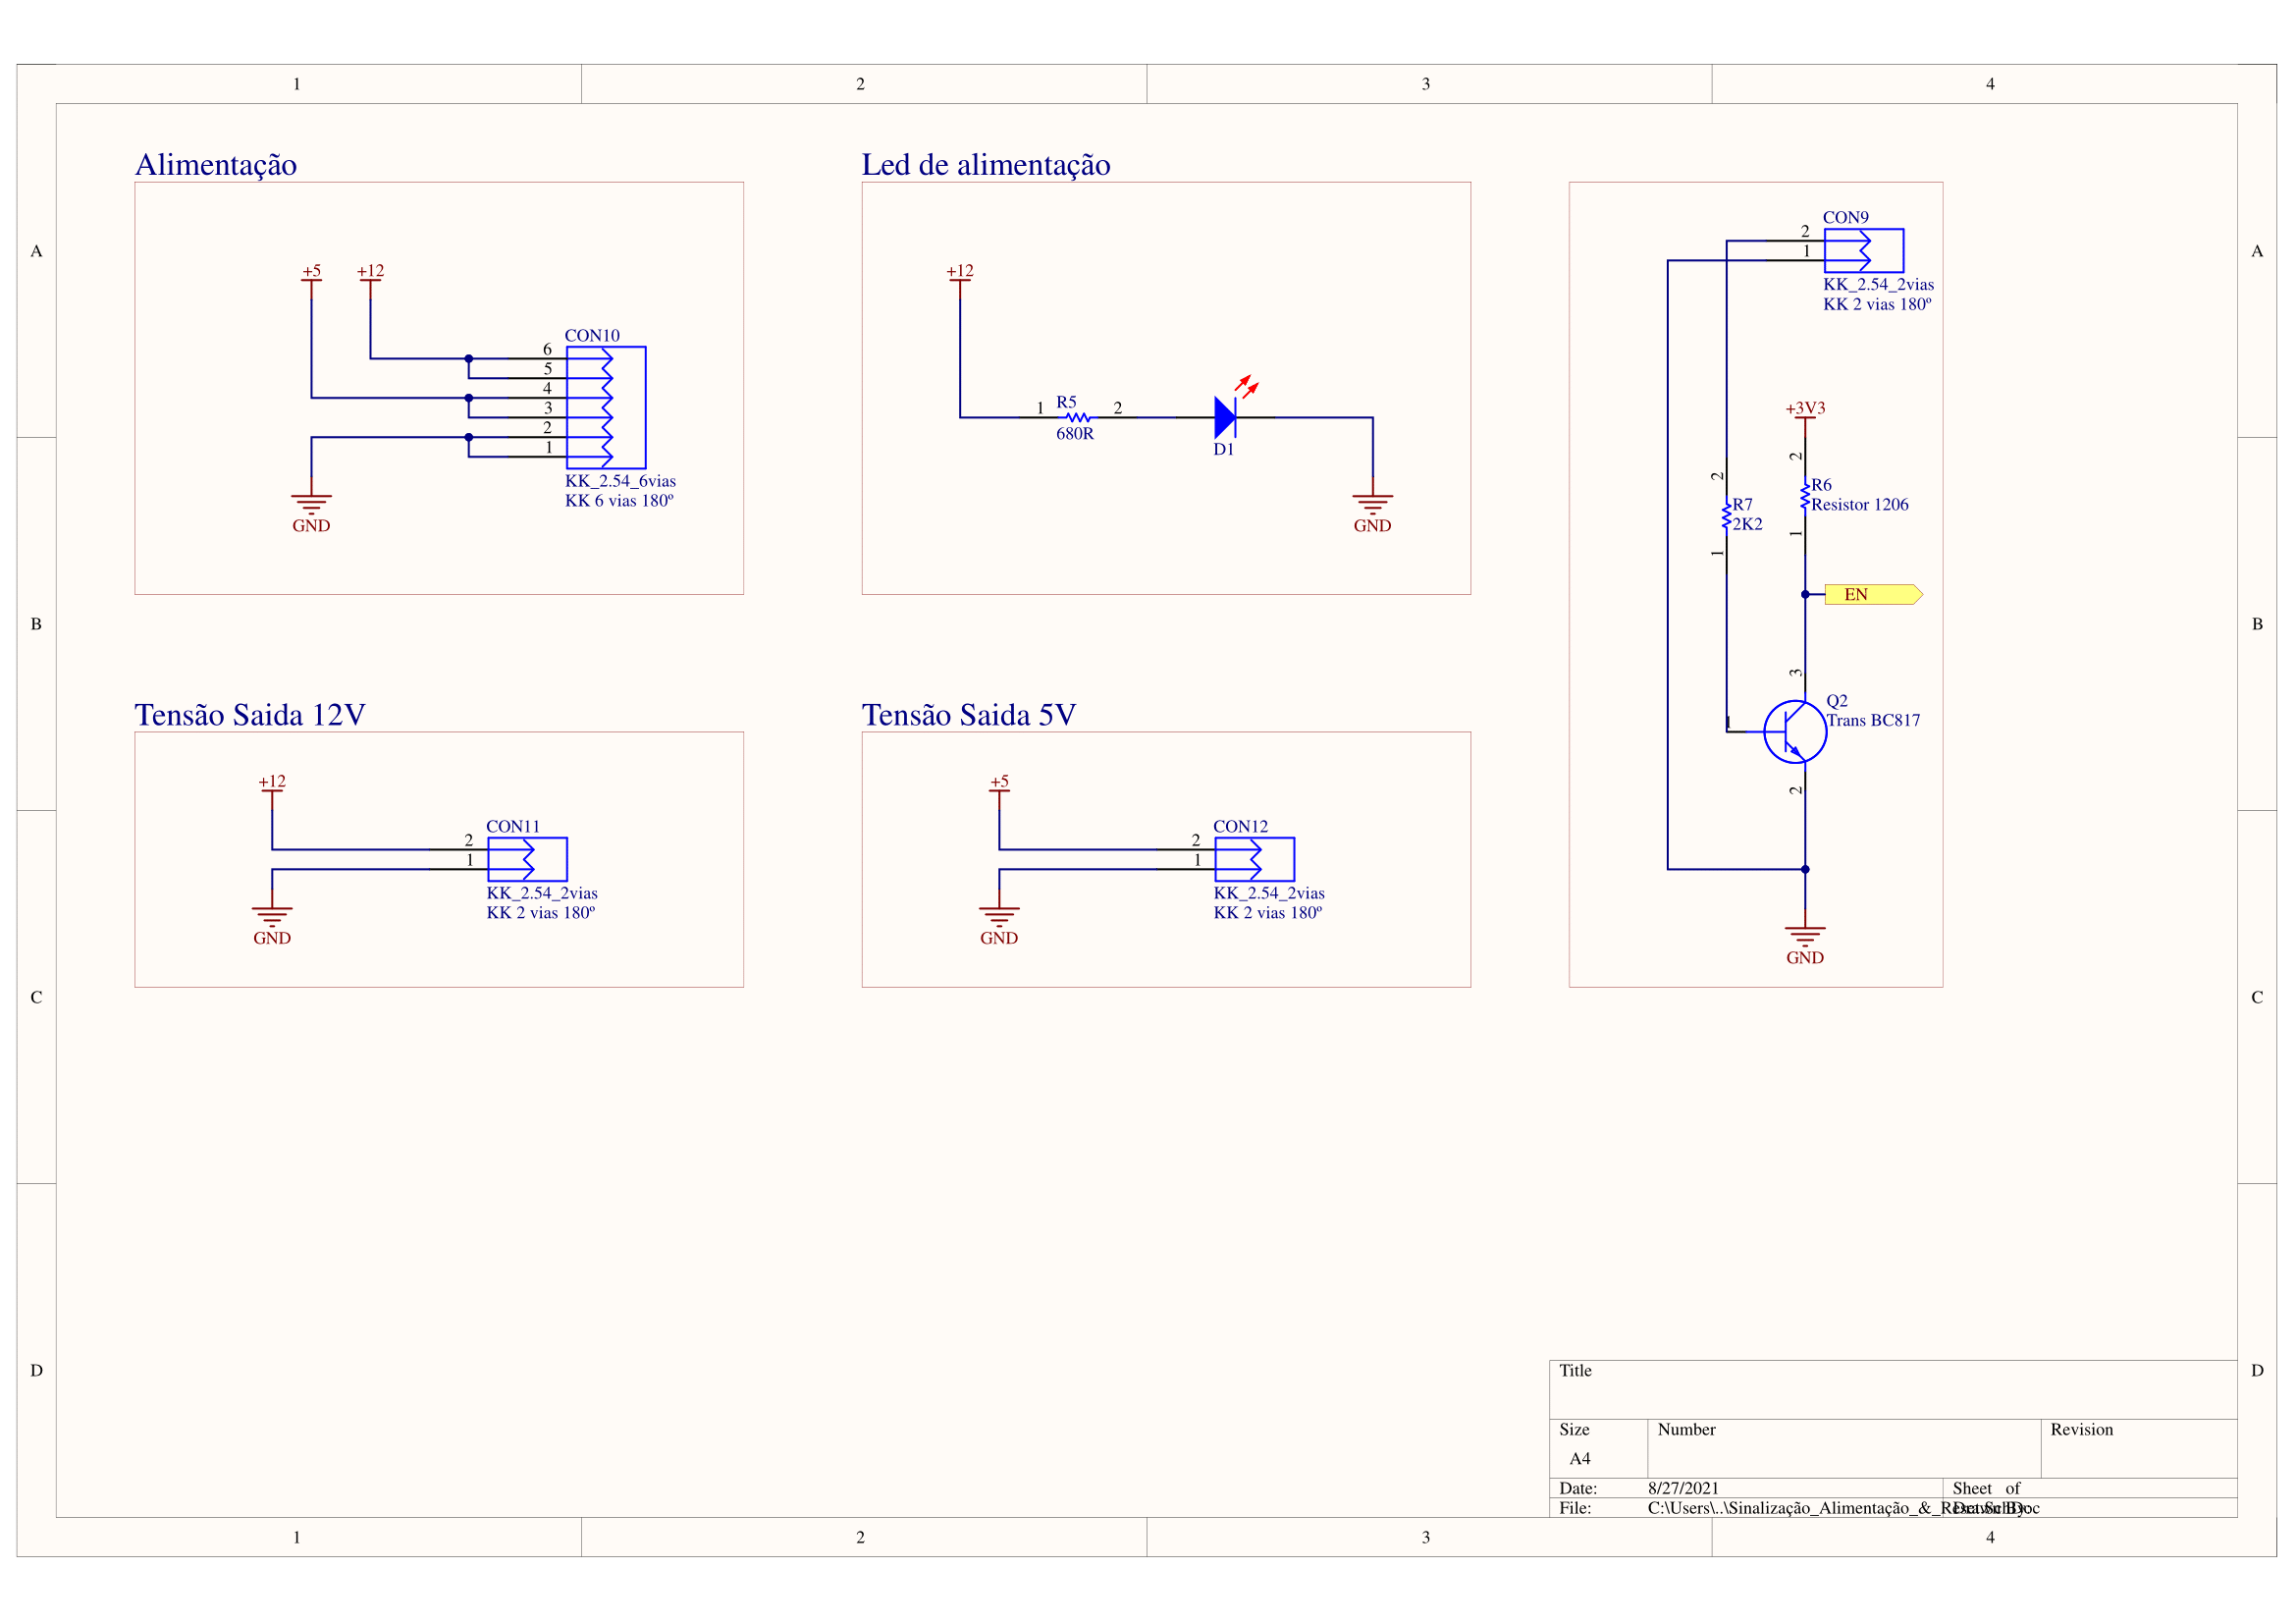 1 2 3 4
A A
B B
C C
D D
Alimentação
+5 +12
CON10
6
5
4
3
2
1
KK_2.54_6vias
KK 6 vias 180º
GND
Led de alimentação
+12
1 R5 2
680R
D1
GND
CON9
2
1
KK_2.54_2vias
KK 2 vias 180º
+3V3
2
R6
Resistor 1206
1
2
R7
2K2
1
EN
3
Q2
Trans BC817
1
2
GND
Tensão Saida 12V
+12
CON11
2
1
KK_2.54_2vias
KK 2 vias 180º
GND
Tensão Saida 5V
+5
CON12
2
1
KK_2.54_2vias
KK 2 vias 180º
GND
Title
Size Number Revision
A4
Date: 8/27/2021 Sheet of
File: C:\Users\..\Sinalização_Alimentação_&_Reset.SchDoc
1 2 3 4